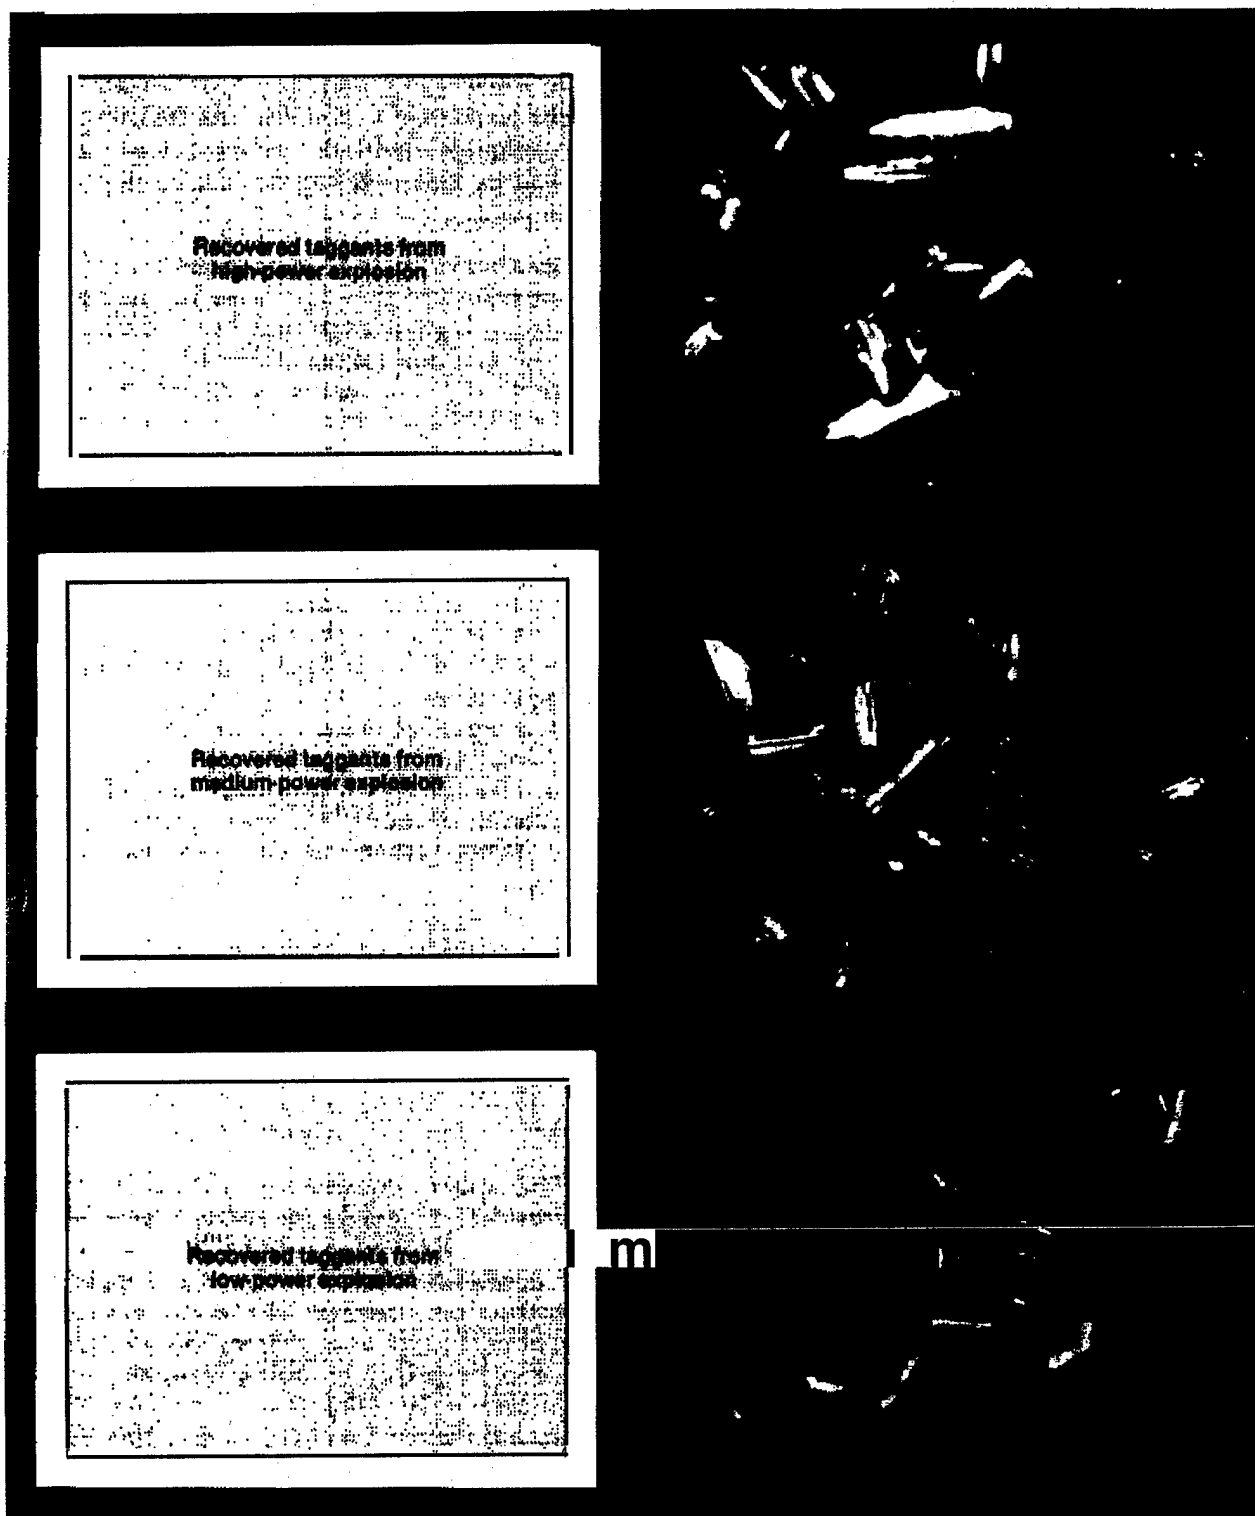 Recovered taggants from
high-power explosion
Recovered taggants from
medium-power explosion
Recovered taggants from
low-power explosion
m